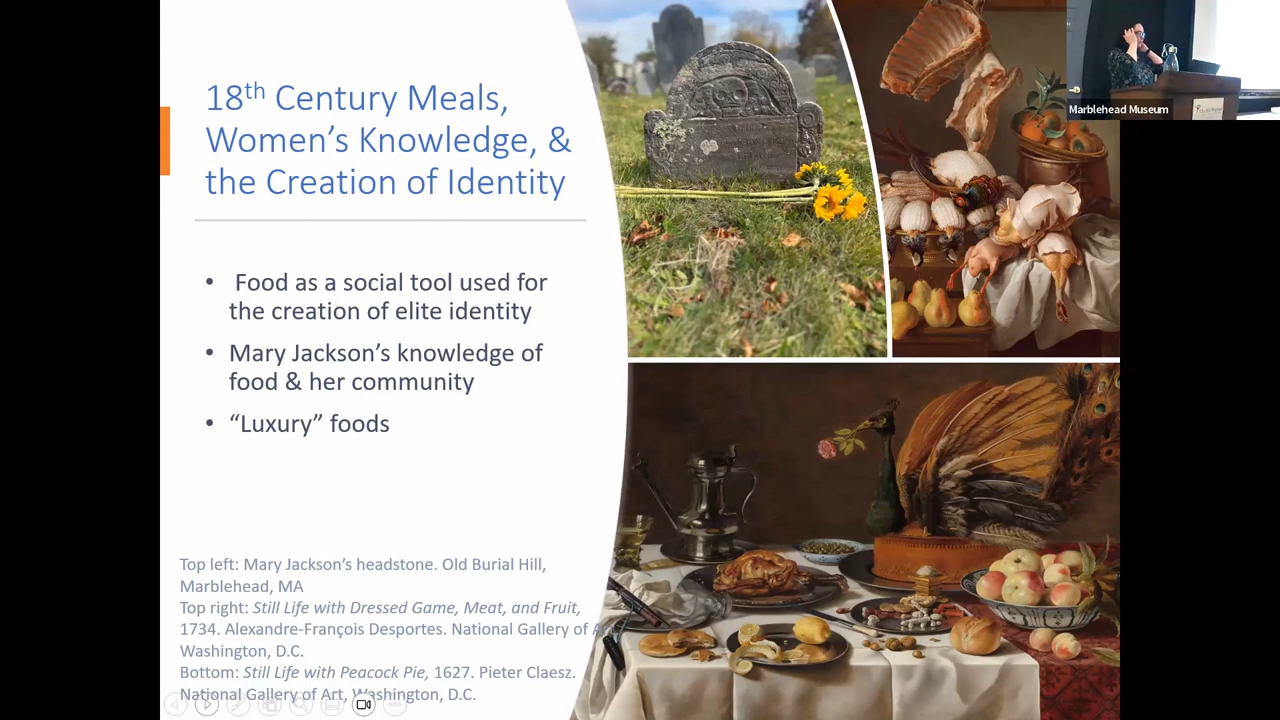 18th Century Meals,
Women's Knowledge, &
the Creation of Identity
• Food as a social tool used for
the creation of elite identity
• Mary Jackson's knowledge of
food & her community
• "Luxury" foods
Top left: Mary Jackson's headstone. Old Burial Hill,
Marblehead, MA
Top right: Still Life with Dressed Game, Meat, and Fruit,
1734. Alexandre-François Desportes. National Gallery of
Washington, D.C.
Bottom: Still Life with Peacock Pie, 1627. Pieter Claesz.
National Gallery of Art, Washington, D.C.
Marblehead Museum